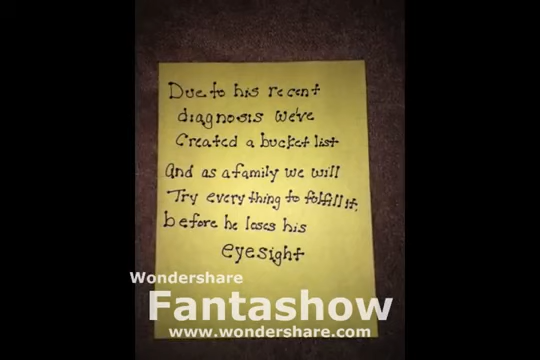 Due to his recent
diagnosis we've
Created a bucket list
And as a family we will
Try every thing to fulfill it,
before he loses his
eyesight
Wondershare
Fantashow
www.wondershare.com